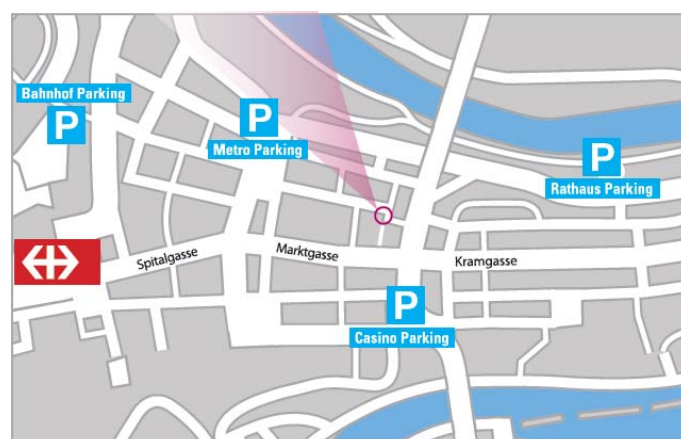 Bahnhof Parking
P
P
Metro Parking
P
Rathaus Parking
Spitalgasse
Marktgasse
Kramgasse
P
Casino Parking